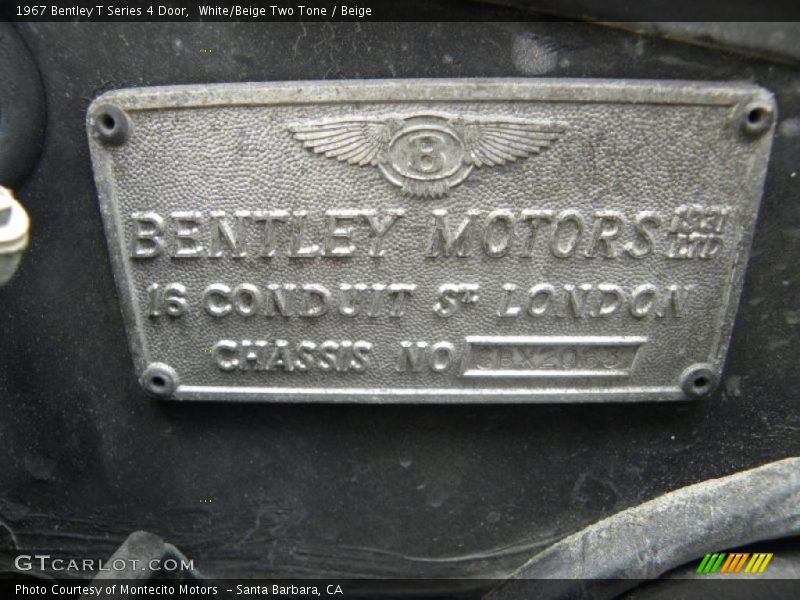 1967 Bentley T Series 4 Door, White/Beige Two Tone / Beige
B
BENTLEY MOTORS 1931 LTD
16 CONDUIT ST LONDON
CHASSIS NO
GTCARLOT.COM
Photo Courtesy of Montecito Motors - Santa Barbara, CA